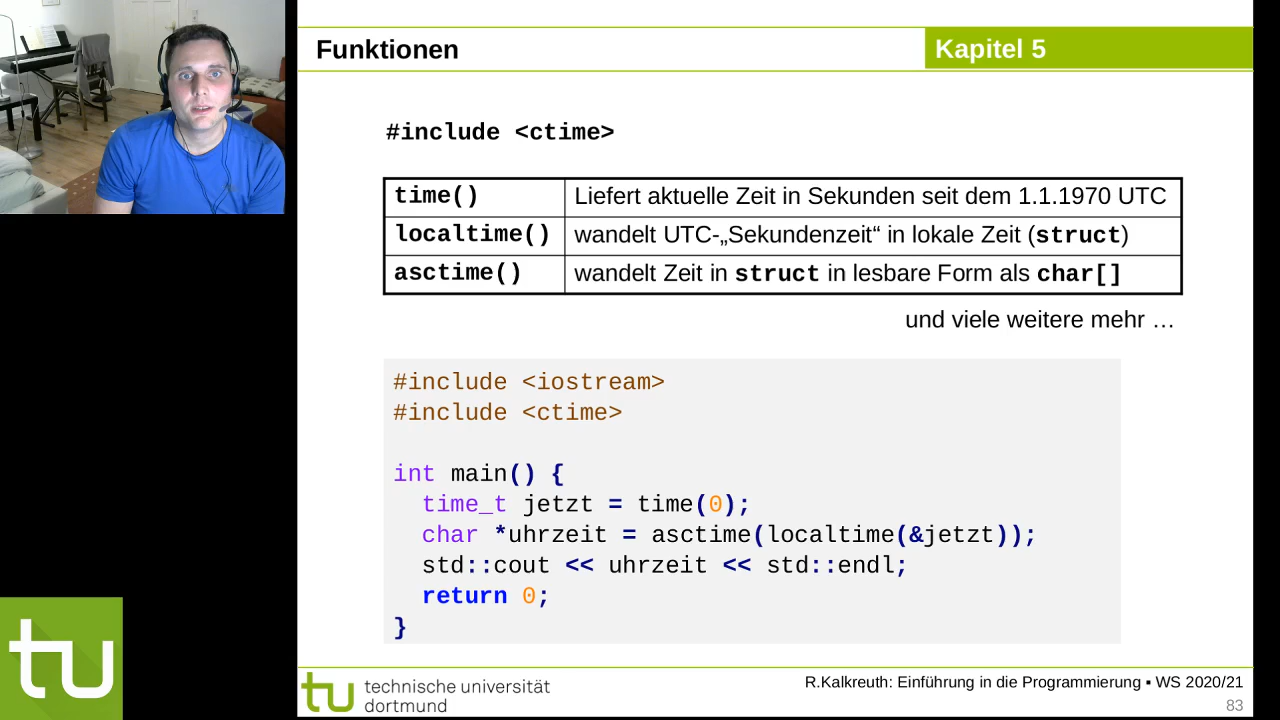 Funktionen
Kapitel 5
#include <ctime>
time() Liefert aktuelle Zeit in Sekunden seit dem 1.1.1970 UTC
localtime() wandelt UTC-„Sekundenzeit“ in lokale Zeit (struct)
asctime() wandelt Zeit in struct in lesbare Form als char[]
und viele weitere mehr …
#include <iostream>
#include <ctime>
int main() {
time_t jetzt = time(0);
char *uhrzeit = asctime(localtime(&jetzt));
std::cout << uhrzeit << std::endl;
return 0;
}
tu
tu technische universität
dortmund
R.Kalkreuth: Einführung in die Programmierung ▪ WS 2020/21
83